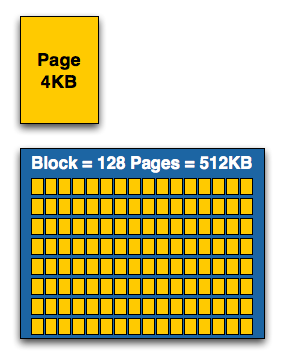 Page
4KB
Block = 128 Pages = 512KB